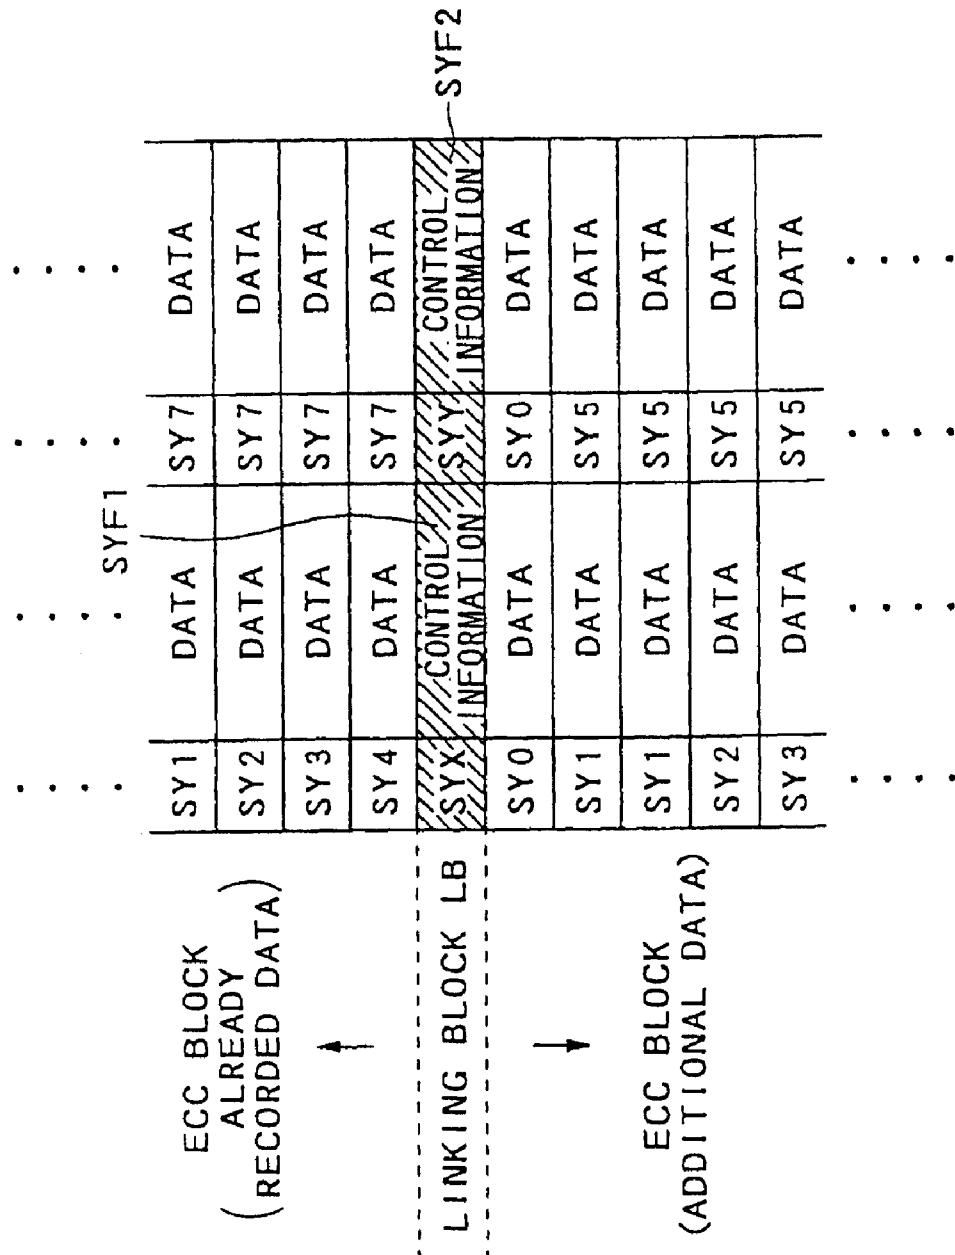 SYF1
SYF2
ECC BLOCK
ALREADY
(RECORDED DATA)
LINKING BLOCK LB
ECC BLOCK
(ADDITIONAL DATA)
SY1 DATA SY7 DATA
SY2 DATA SY7 DATA
SY3 DATA SY7 DATA
SY4 DATA SY7 DATA
SYX CONTROL INFORMATION SYY CONTROL INFORMATION
SY0 DATA SY0 DATA
SY1 DATA SY5 DATA
SY1 DATA SY5 DATA
SY2 DATA SY5 DATA
SY3 DATA SY5 DATA